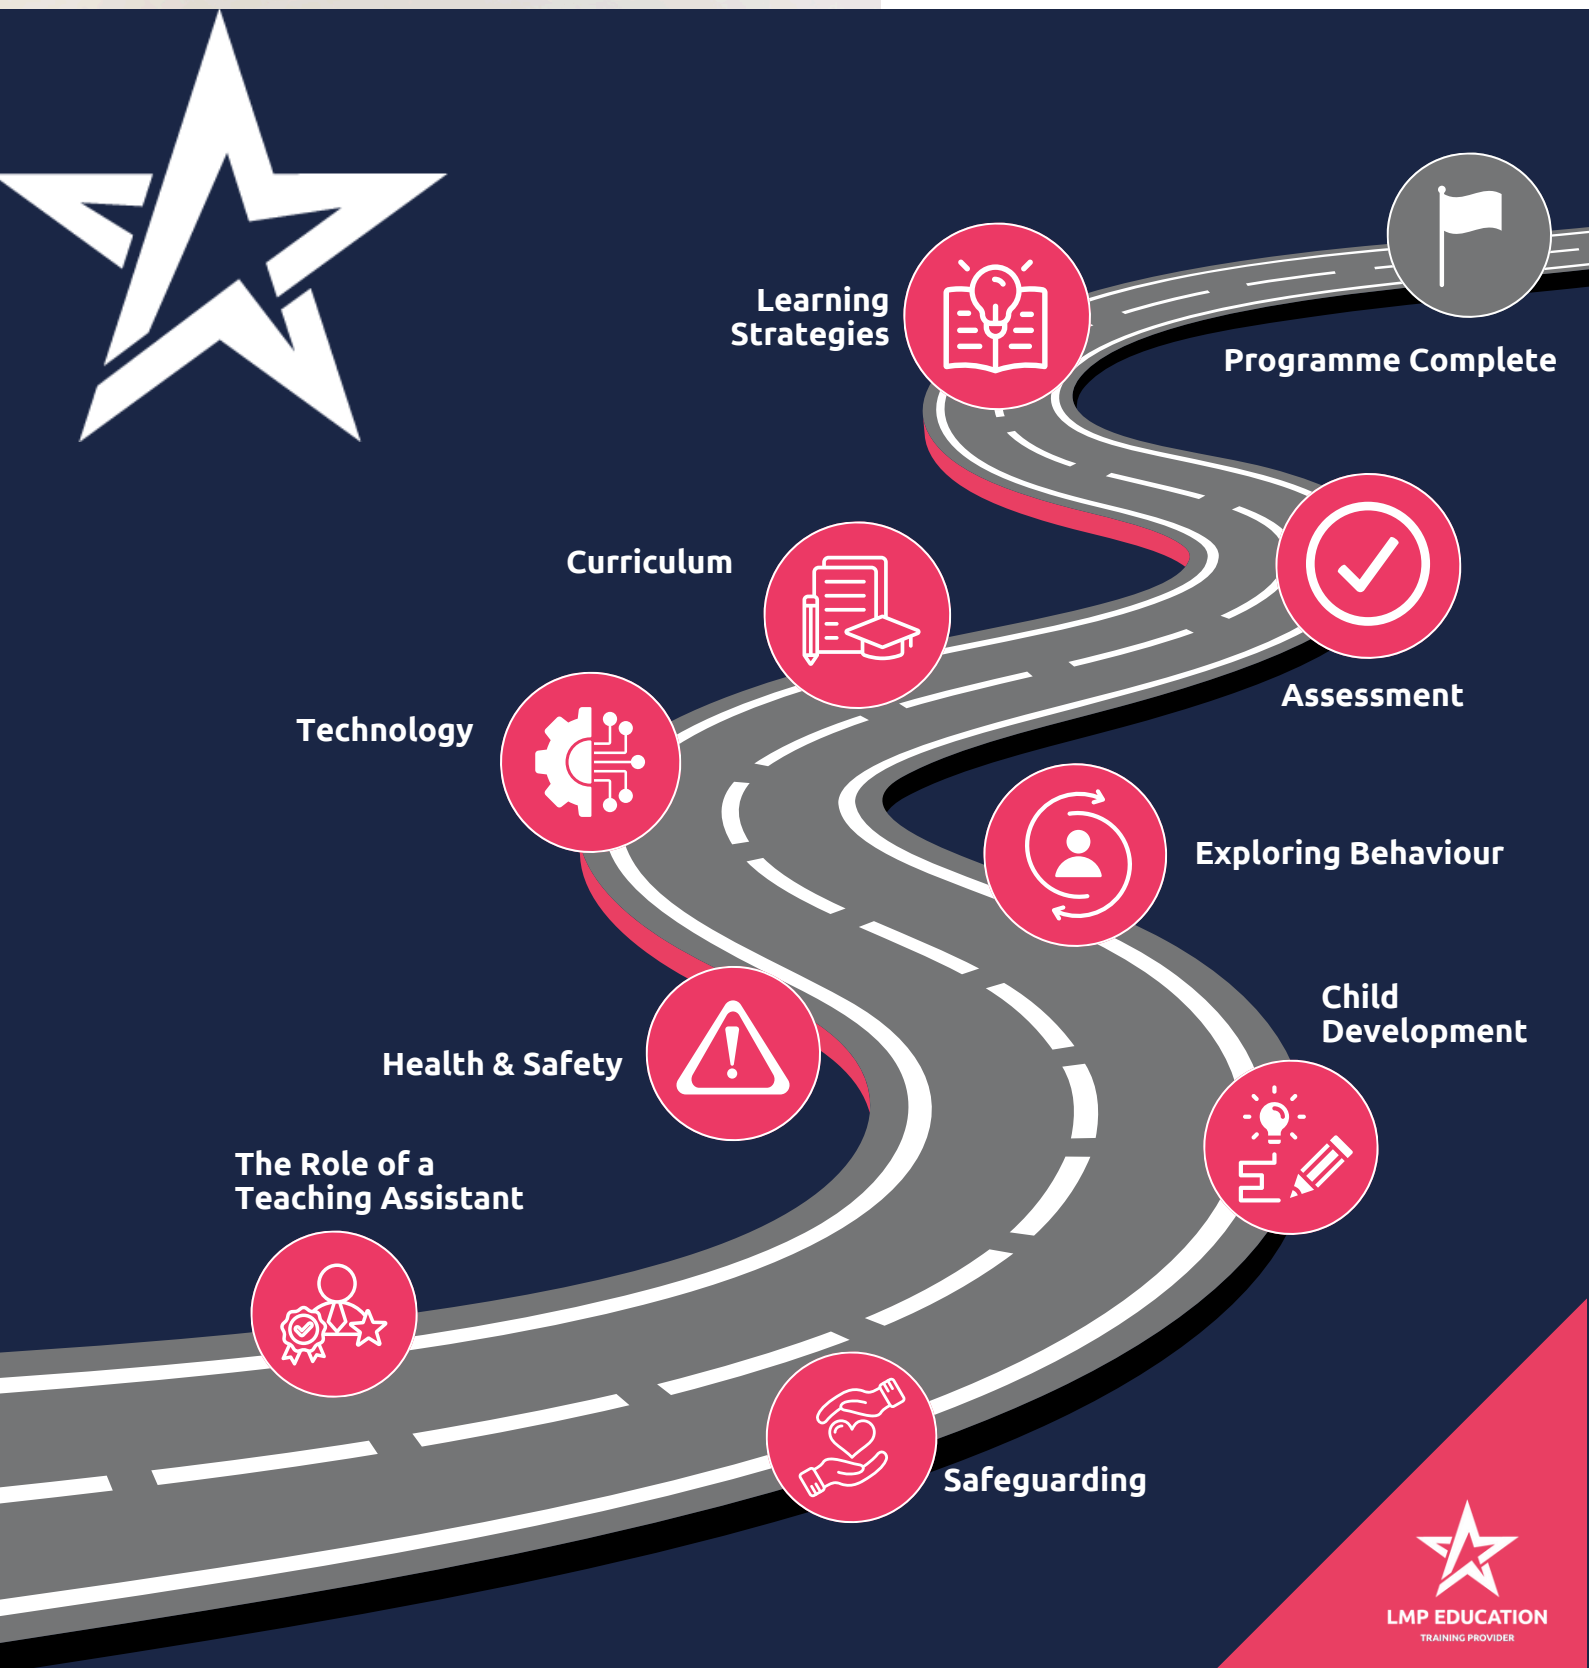 Learning
Strategies
Programme Complete
Curriculum
Technology
Assessment
Exploring Behaviour
Child
Development
Health & Safety
The Role of a
Teaching Assistant
Safeguarding
LMP EDUCATION
TRAINING PROVIDER